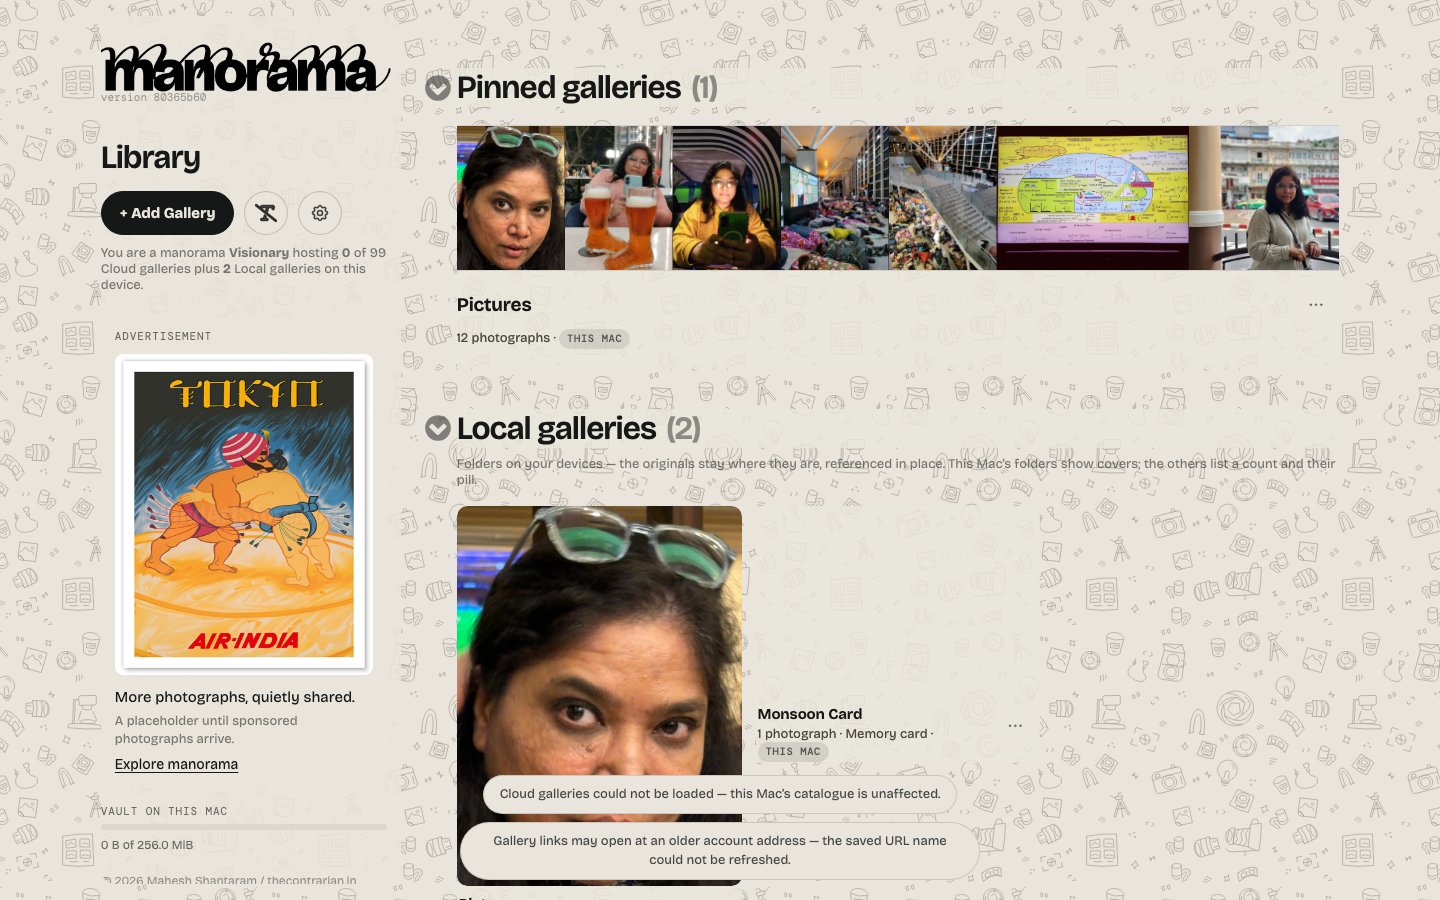 manorama
version 80365b60
Library
+ Add Gallery
You are a manorama Visionary hosting 0 of 99
Cloud galleries plus 2 Local galleries on this
device.
ADVERTISEMENT
TOKYO
AIR-INDIA
More photographs, quietly shared.
A placeholder until sponsored
photographs arrive.
Explore manorama
VAULT ON THIS MAC
0 B of 256.0 MiB
© 2026 Mahesh Shantaram / thecontrarian.in
Pinned galleries (1)
Pictures
...
12 photographs · THIS MAC
Local galleries (2)
Folders on your devices — the originals stay where they are, referenced in place. This Mac's folders show covers; the others list a count and their
pill.
Monsoon Card
...
1 photograph · Memory card ·
THIS MAC
Cloud galleries could not be loaded — this Mac's catalogue is unaffected.
Gallery links may open at an older account address — the saved URL name
could not be refreshed.